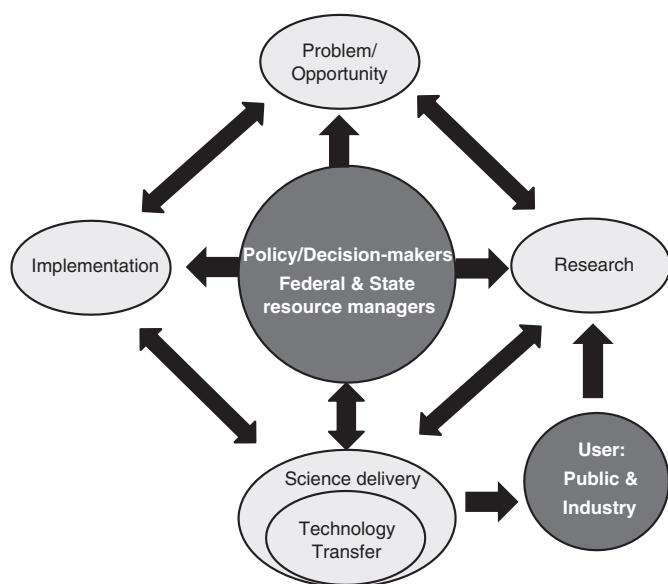 Problem/
Opportunity
Implementation
Policy/Decision-makers
Federal & State
resource managers
Research
Science delivery
Technology
Transfer
User:
Public &
Industry